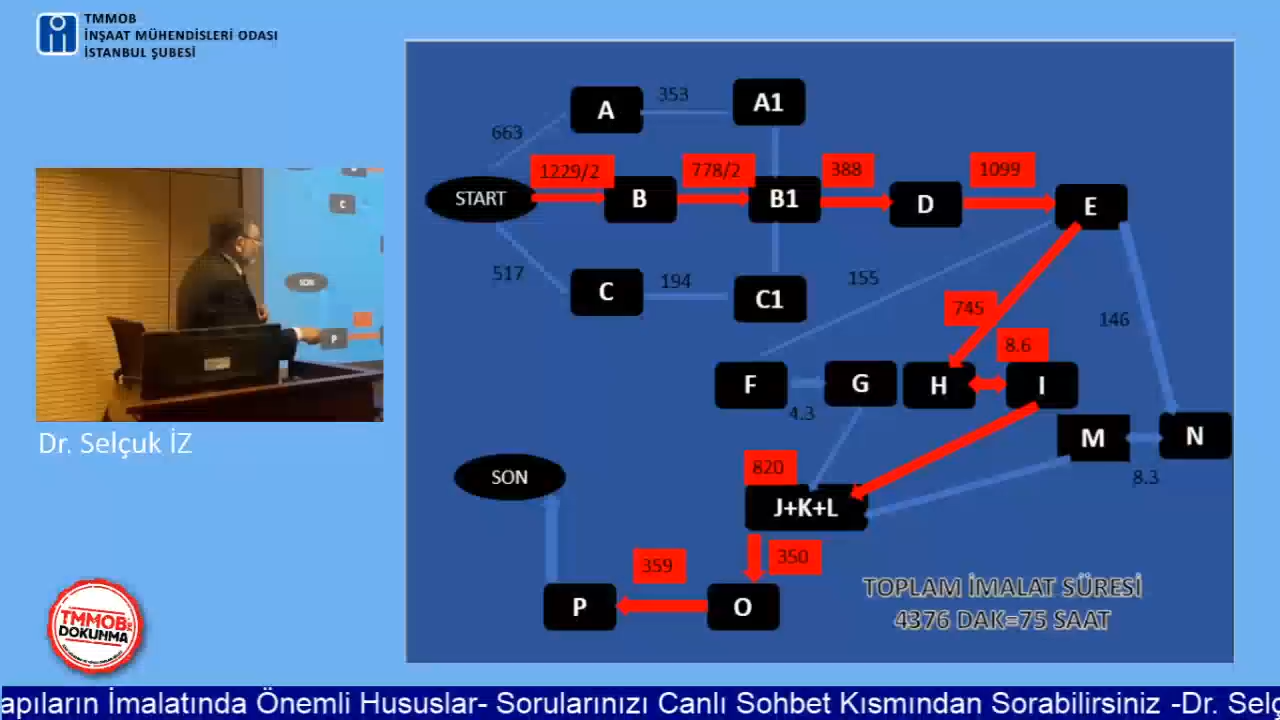 TMMOB
İNŞAAT MÜHENDİSLERİ ODASI
İSTANBUL ŞUBESİ
A
353
A1
663
1229/2
778/2
388
1099
START
B
B1
D
E
517
C
194
C1
155
745
146
8.6
F
G
H
I
4.3
M
N
8.3
820
SON
J+K+L
359
350
P
O
TOPLAM İMALAT SÜRESİ
4376 DAK=75 SAAT
C
SON
P
Dr. Selçuk İZ
TMMOB'ye
DOKUNMA
apıların İmalatında Önemli Hususlar- Sorularınızı Canlı Sohbet Kısmından Sorabilirsiniz -Dr. Selç